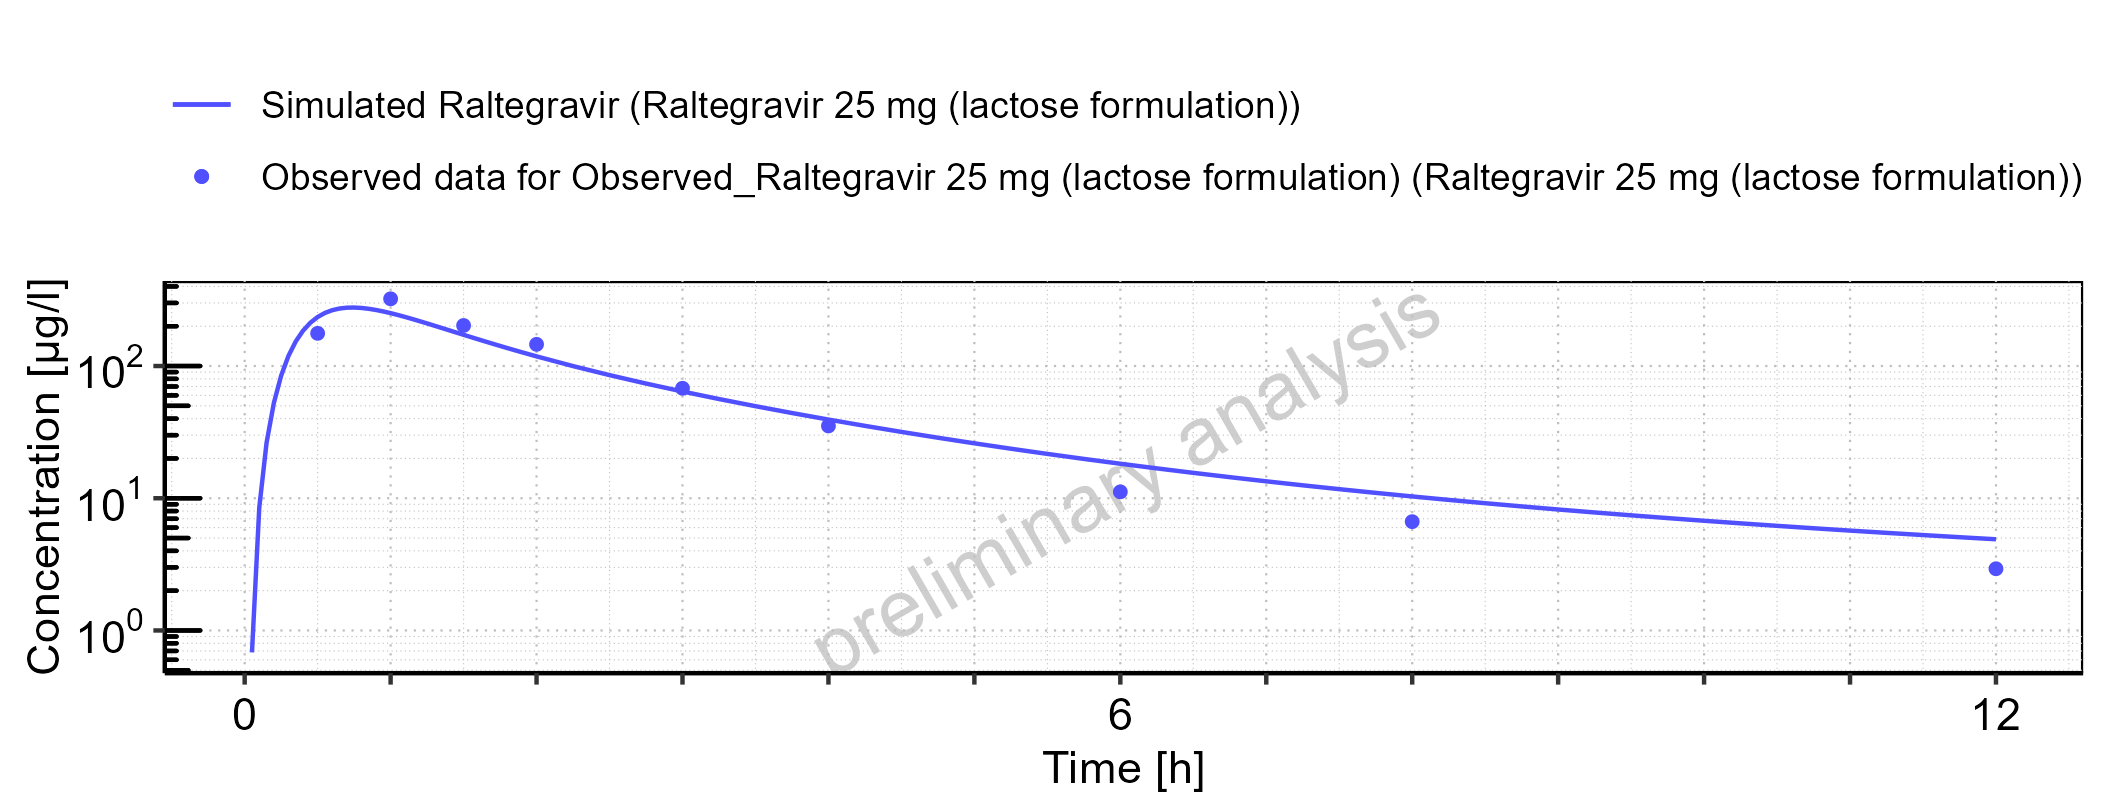 Simulated Raltegravir (Raltegravir 25 mg (lactose formulation))
Observed data for Observed_Raltegravir 25 mg (lactose formulation) (Raltegravir 25 mg (lactose formulation))
Concentration [µg/l]
10²
10¹
10⁰
preliminary analysis
0 6 12
Time [h]